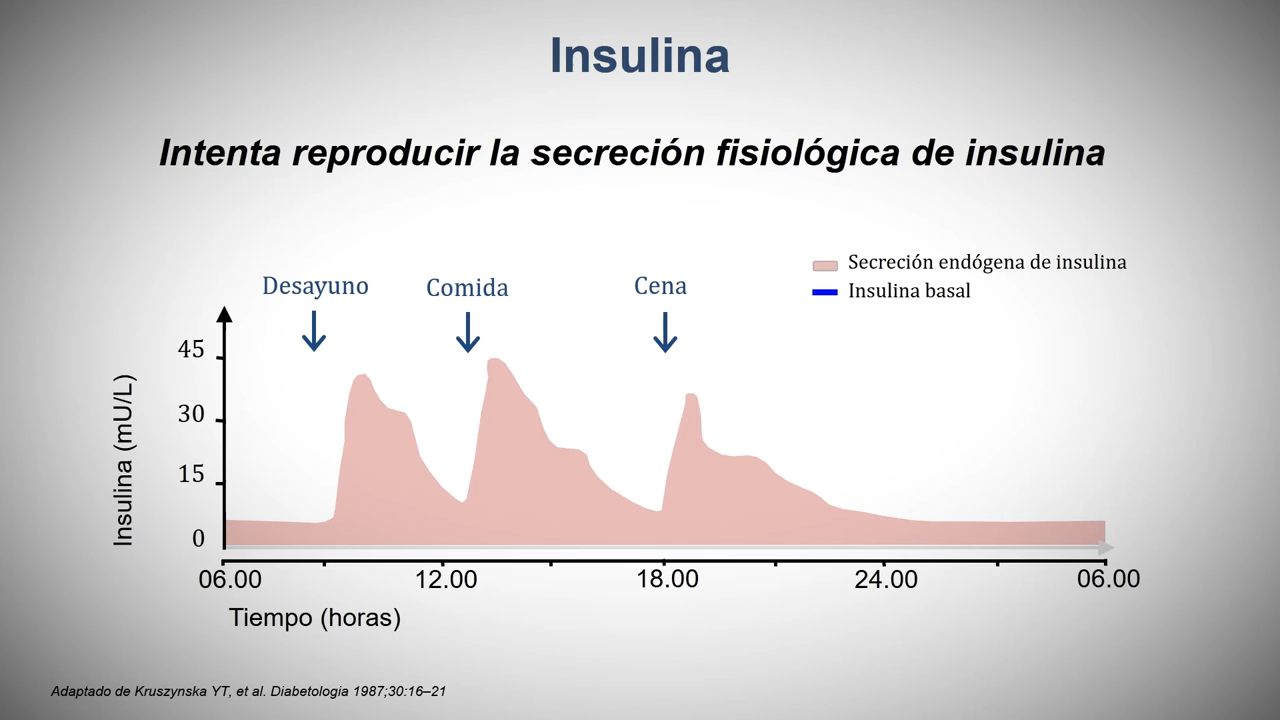 Insulina
Intenta reproducir la secreción fisiológica de insulina
Secreción endógena de insulina
Insulina basal
Desayuno
Comida
Cena
45
30
15
0
Insulina (mU/L)
06.00
12.00
18.00
24.00
06.00
Tiempo (horas)
Adaptado de Kruszynska YT, et al. Diabetologia 1987;30:16–21